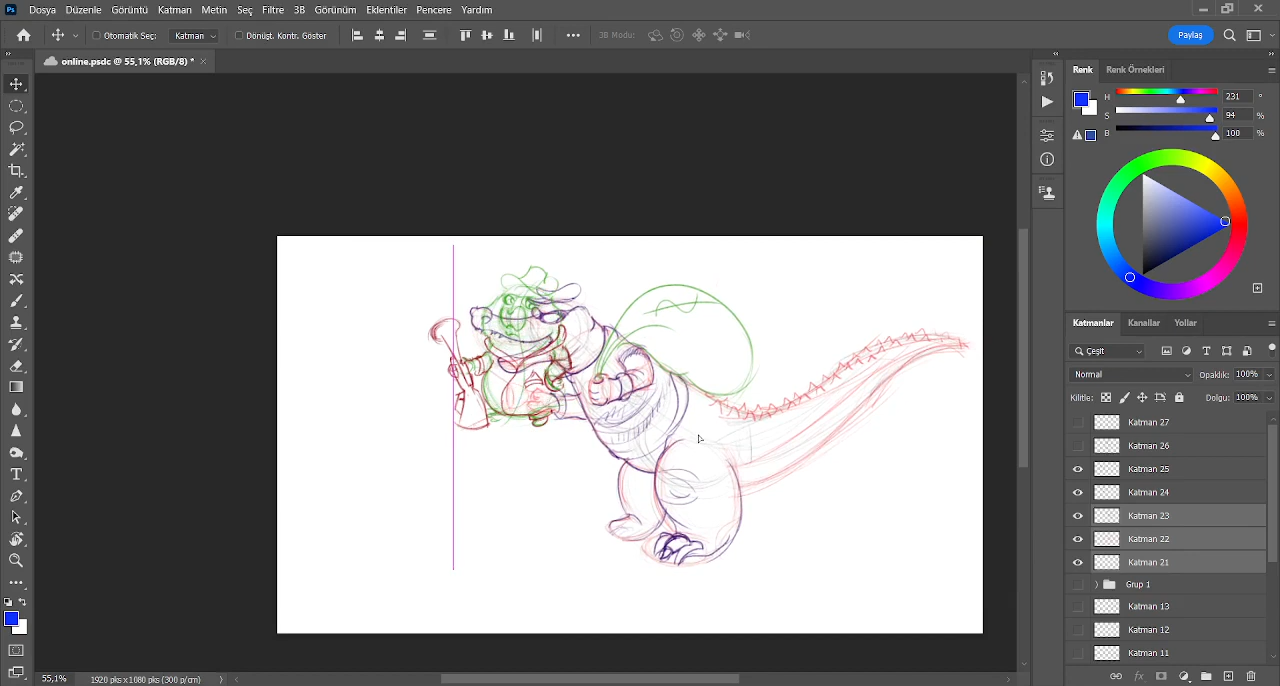 Ps Dosya Düzenle Görüntü Katman Metin Seç Filtre 3B Görünüm Eklentiler Pencere Yardım
Otomatik Seç: Katman Dönüşt. Kontr. Göster 3B Modu: Paylaş
online.psdc @ 55,1% (RGB/8) *
Renk Renk Örnekleri
H 231 °
S 94 %
B 100 %
Katmanlar Kanallar Yollar
Çeşit
Normal Opaklık: 100%
Kilitle: Dolgu: 100%
Katman 27
Katman 26
Katman 25
Katman 24
Katman 23
Katman 22
Katman 21
Grup 1
Katman 13
Katman 12
Katman 11
55,1% 1920 pks x 1080 pks (300 p/cm)